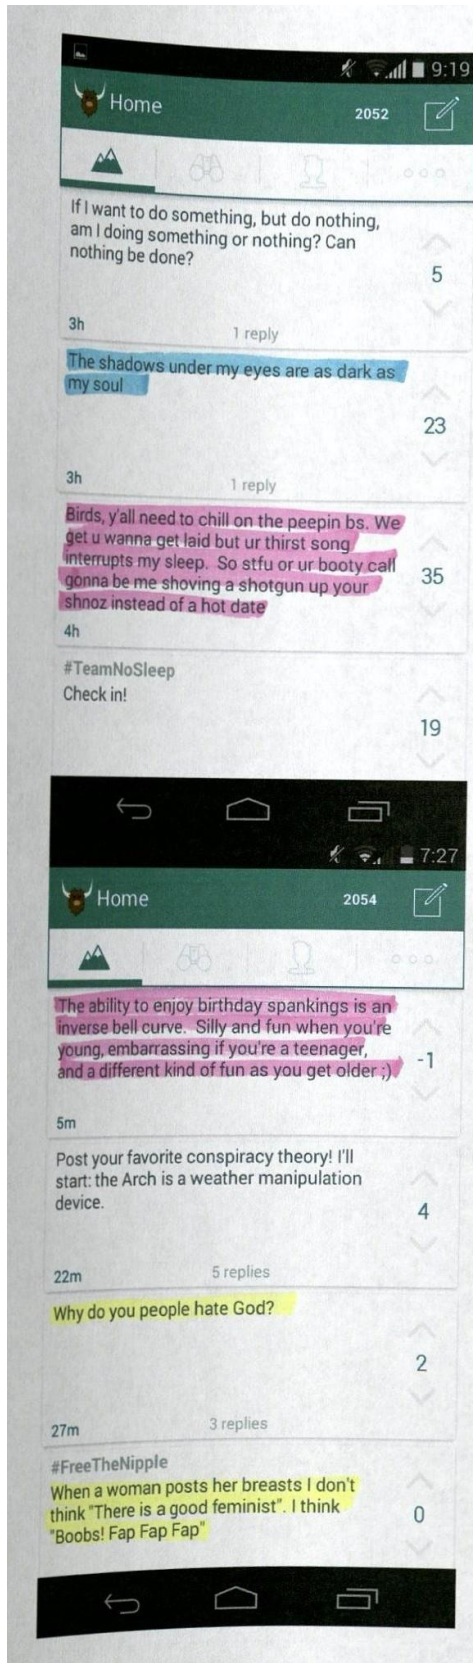 9:19
Home
2052
If I want to do something, but do nothing,
am I doing something or nothing? Can
nothing be done?
5
3h
1 reply
The shadows under my eyes are as dark as
my soul
23
3h
1 reply
Birds, y'all need to chill on the peepin bs. We
get u wanna get laid but ur thirst song
interrupts my sleep. So stfu or ur booty call
gonna be me shoving a shotgun up your
shnoz instead of a hot date
35
4h
#TeamNoSleep
Check in!
19
7:27
Home
2054
The ability to enjoy birthday spankings is an
inverse bell curve. Silly and fun when you're
young, embarrassing if you're a teenager,
and a different kind of fun as you get older ;)
-1
5m
Post your favorite conspiracy theory! I'll
start: the Arch is a weather manipulation
device.
4
22m
5 replies
Why do you people hate God?
2
27m
3 replies
#FreeTheNipple
When a woman posts her breasts I don't
think "There is a good feminist". I think
"Boobs! Fap Fap Fap"
0